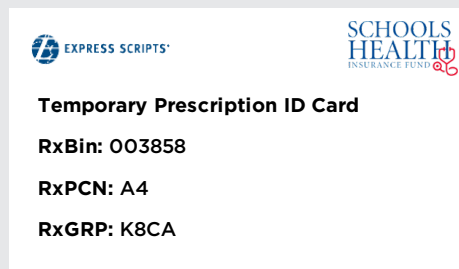 EXPRESS SCRIPTS®
SCHOOLS
HEALTH
INSURANCE FUND
Temporary Prescription ID Card
RxBin: 003858
RxPCN: A4
RxGRP: K8CA